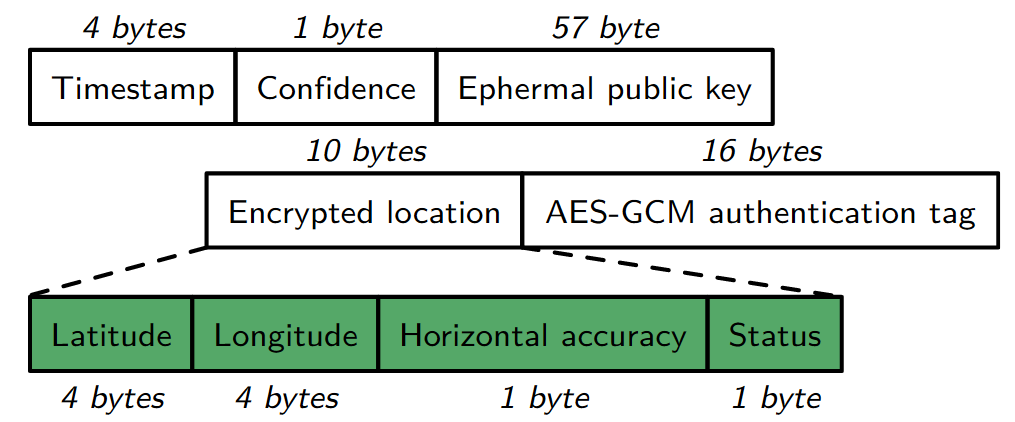 4 bytes 1 byte 57 byte
Timestamp Confidence Ephermal public key
10 bytes 16 bytes
Encrypted location AES-GCM authentication tag
Latitude Longitude Horizontal accuracy Status
4 bytes 4 bytes 1 byte 1 byte